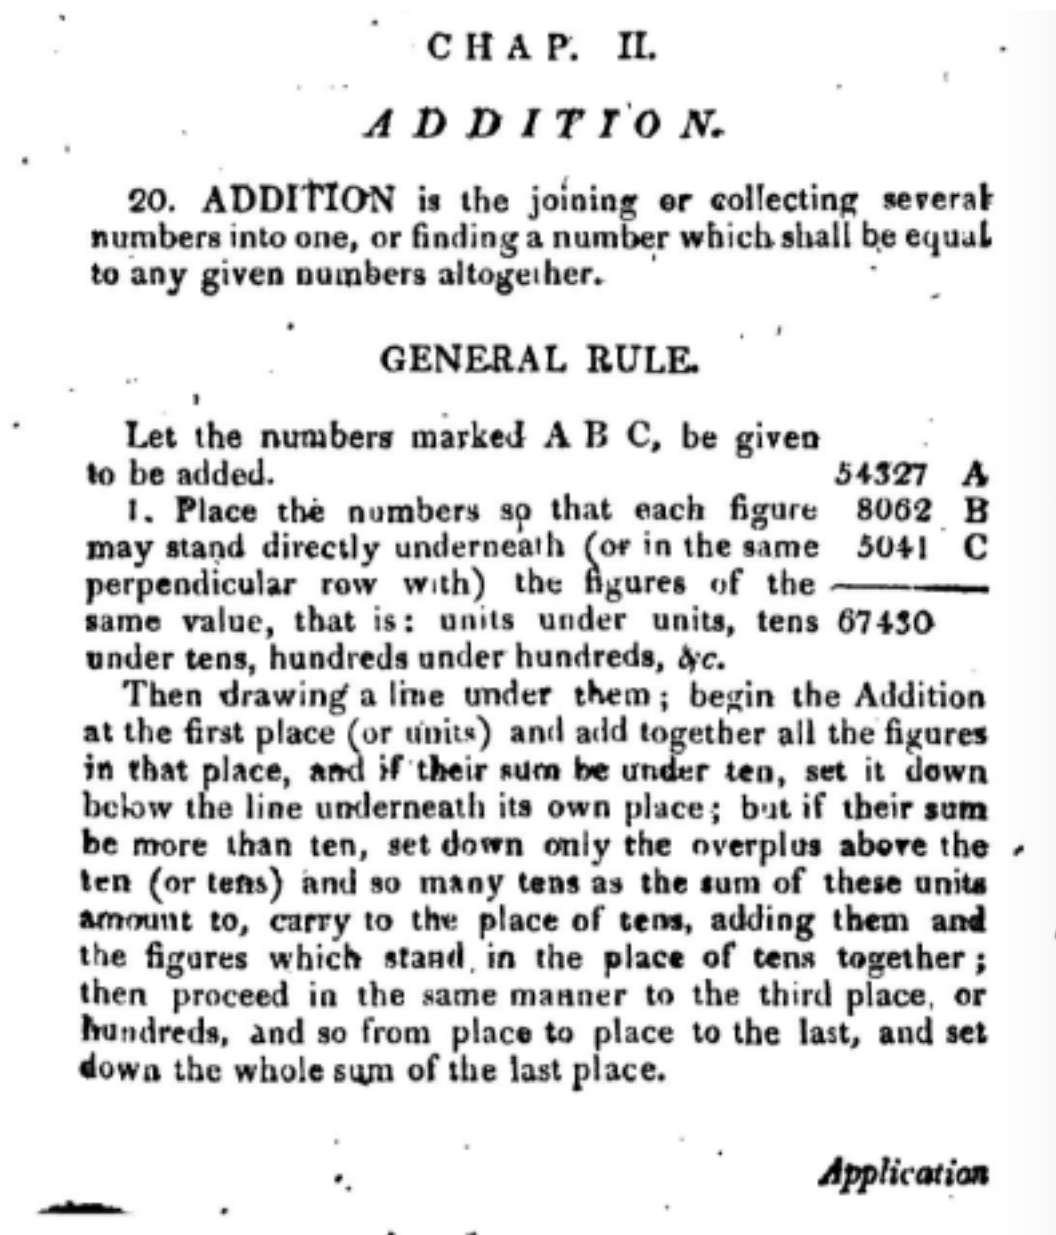 CHAP. II.
ADDITION.
20. ADDITION is the joining or collecting several
numbers into one, or finding a number which shall be equal
to any given numbers altogether.
GENERAL RULE.
Let the numbers marked A B C, be given
to be added. 54327 A
1. Place the numbers so that each figure 8062 B
may stand directly underneath (or in the same 5041 C
perpendicular row with) the figures of the
same value, that is: units under units, tens 67430
under tens, hundreds under hundreds, &c.
Then drawing a line under them; begin the Addition
at the first place (or units) and add together all the figures
in that place, and if their sum be under ten, set it down
below the line underneath its own place; but if their sum
be more than ten, set down only the overplus above the
ten (or tens) and so many tens as the sum of these units
amount to, carry to the place of tens, adding them and
the figures which stand in the place of tens together;
then proceed in the same manner to the third place, or
hundreds, and so from place to place to the last, and set
down the whole sum of the last place.
Application